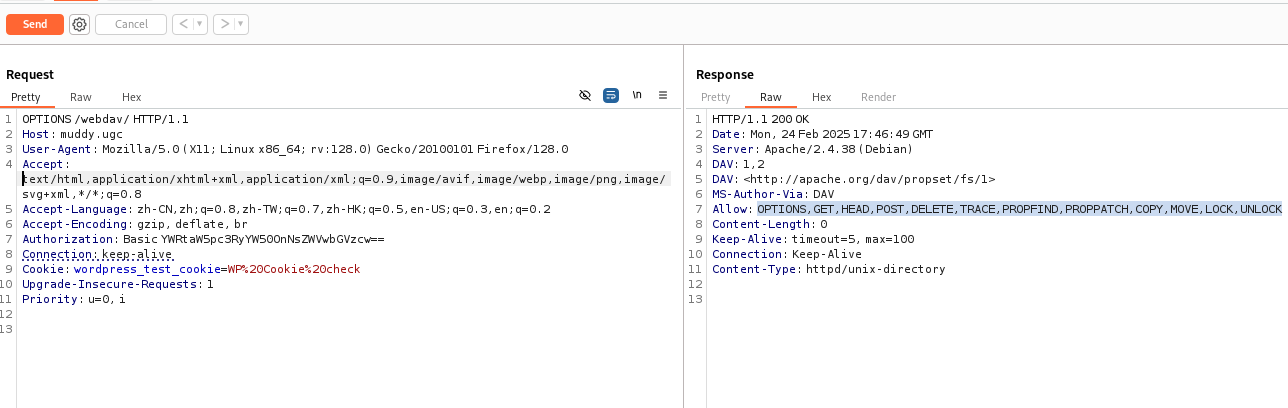 Send Cancel < ▾ > ▾
Request
Pretty Raw Hex \n
1 OPTIONS /webdav/ HTTP/1.1
2 Host: muddy.ugc
3 User-Agent: Mozilla/5.0 (X11; Linux x86_64; rv:128.0) Gecko/20100101 Firefox/128.0
4 Accept:
text/html,application/xhtml+xml,application/xml;q=0.9,image/avif,image/webp,image/png,image/
svg+xml,*/*;q=0.8
5 Accept-Language: zh-CN,zh;q=0.8,zh-TW;q=0.7,zh-HK;q=0.5,en-US;q=0.3,en;q=0.2
6 Accept-Encoding: gzip, deflate, br
7 Authorization: Basic YWRtaW5pc3RyYW50OnNsZWVwbGVzcw==
8 Connection: keep-alive
9 Cookie: wordpress_test_cookie=WP%20Cookie%20check
10 Upgrade-Insecure-Requests: 1
11 Priority: u=0, i
12
13
Response
Pretty Raw Hex Render
1 HTTP/1.1 200 OK
2 Date: Mon, 24 Feb 2025 17:46:49 GMT
3 Server: Apache/2.4.38 (Debian)
4 DAV: 1,2
5 DAV: <http://apache.org/dav/propset/fs/1>
6 MS-Author-Via: DAV
7 Allow: OPTIONS,GET,HEAD,POST,DELETE,TRACE,PROPFIND,PROPPATCH,COPY,MOVE,LOCK,UNLOCK
8 Content-Length: 0
9 Keep-Alive: timeout=5, max=100
10 Connection: Keep-Alive
11 Content-Type: httpd/unix-directory
12
13